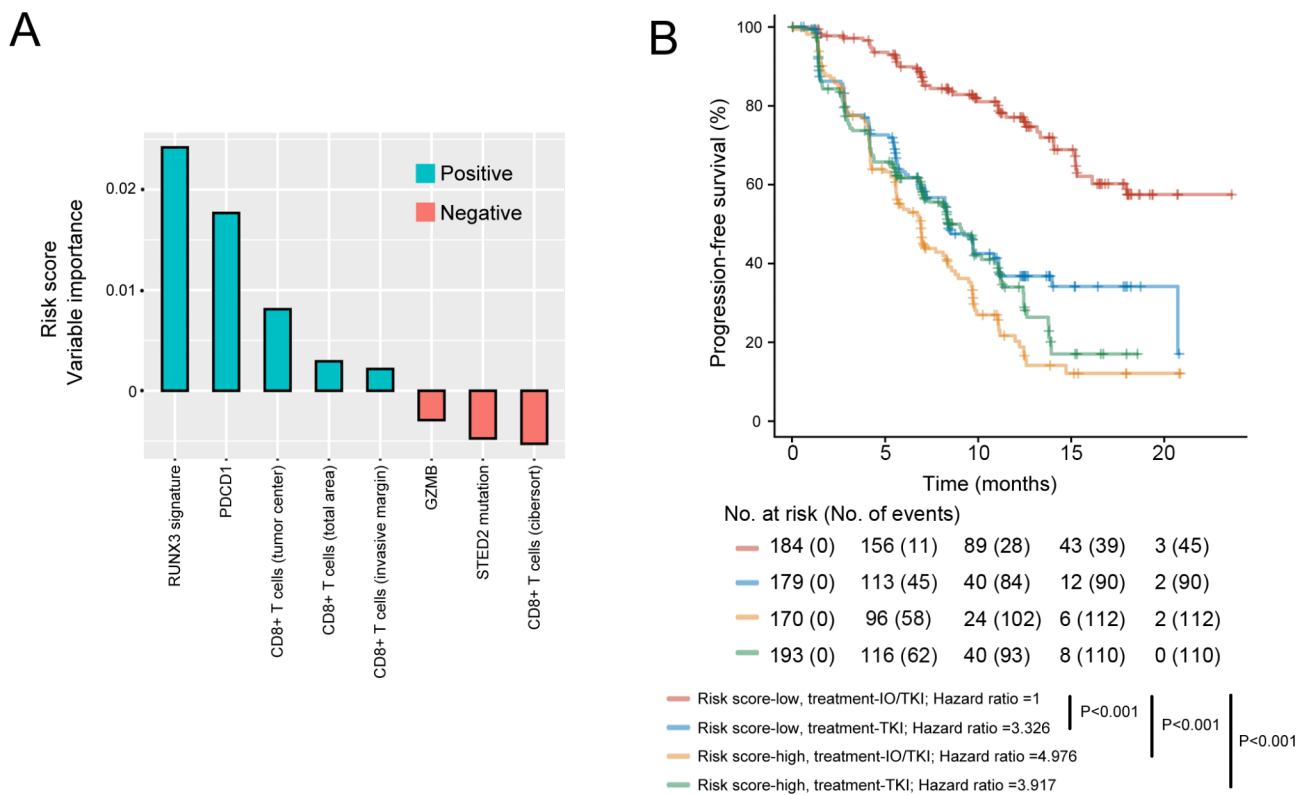 A
Risk score
Variable importance
0.02
0.01
0
Positive
Negative
RUNX3 signature
PDCD1
CD8+ T cells (tumor center)
CD8+ T cells (total area)
CD8+ T cells (invasive margin)
GZMB
STED2 mutation
CD8+ T cells (cibersort)
B
Progression-free survival (%)
100
80
60
40
20
0
0 5 10 15 20
Time (months)
No. at risk (No. of events)
184 (0) 156 (11) 89 (28) 43 (39) 3 (45)
179 (0) 113 (45) 40 (84) 12 (90) 2 (90)
170 (0) 96 (58) 24 (102) 6 (112) 2 (112)
193 (0) 116 (62) 40 (93) 8 (110) 0 (110)
Risk score-low, treatment-IO/TKI; Hazard ratio =1
Risk score-low, treatment-TKI; Hazard ratio =3.326
Risk score-high, treatment-IO/TKI; Hazard ratio =4.976
Risk score-high, treatment-TKI; Hazard ratio =3.917
P<0.001
P<0.001
P<0.001